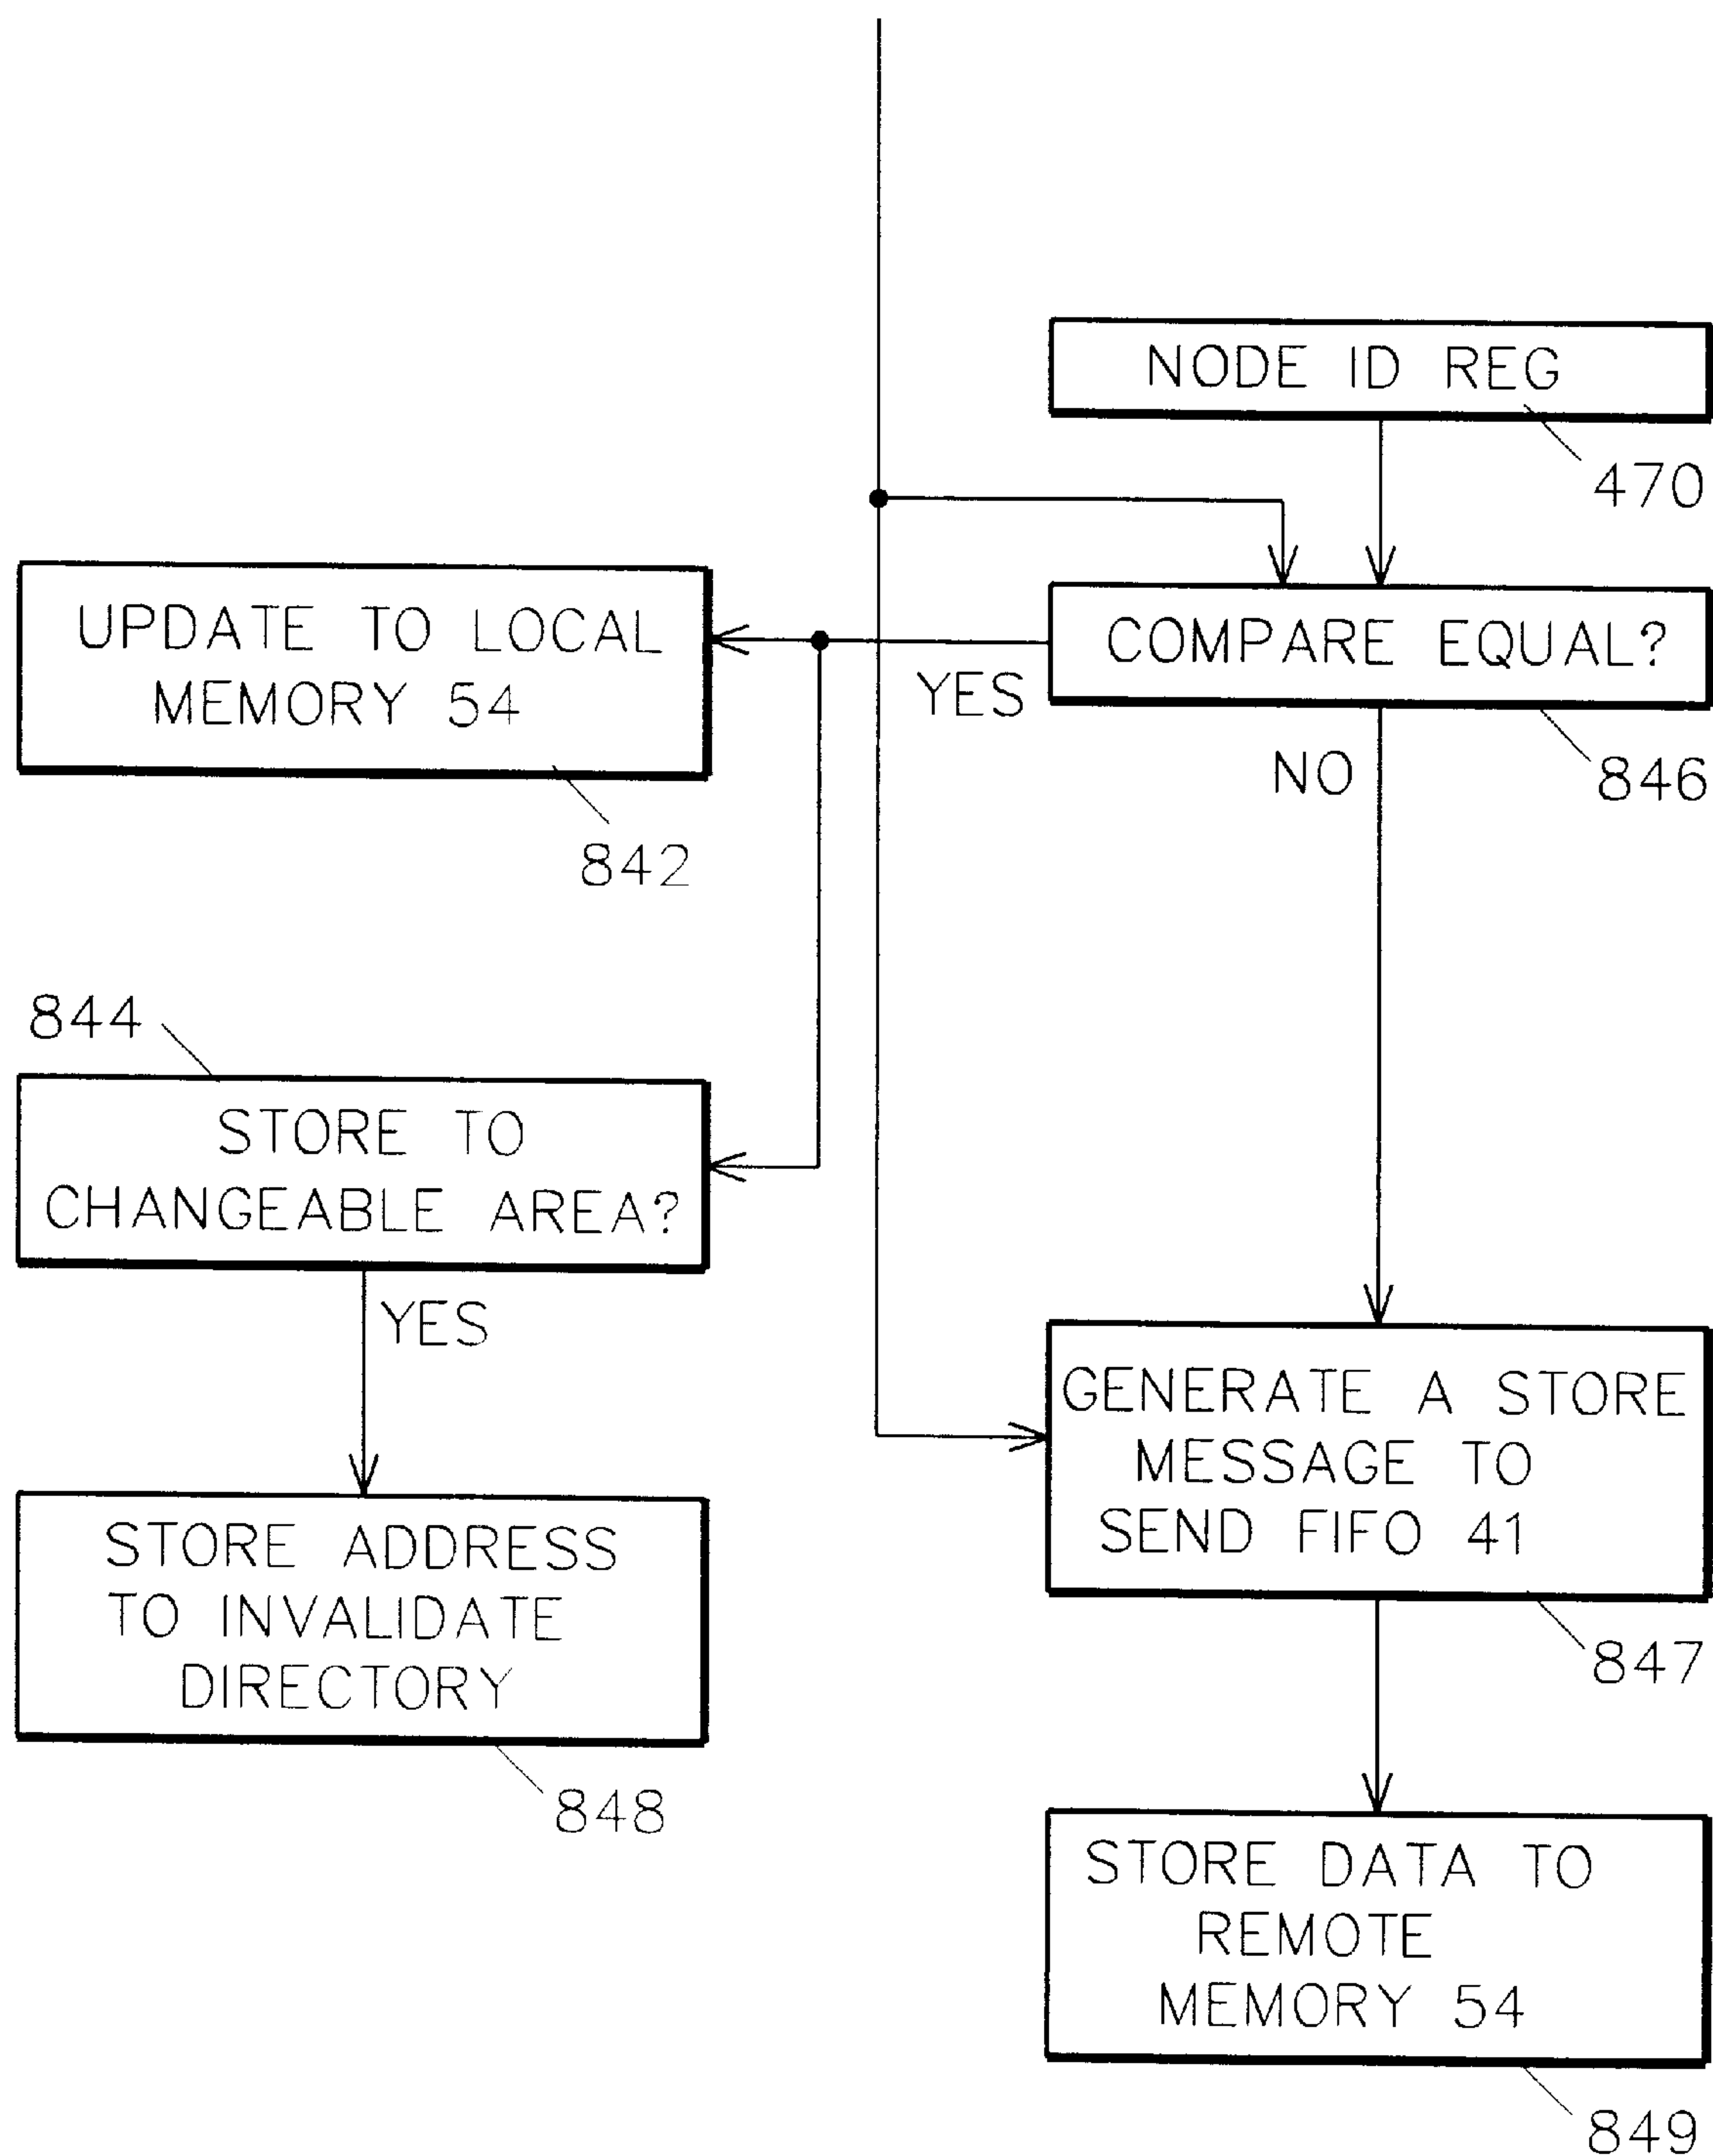 NODE ID REG
470
UPDATE TO LOCAL
MEMORY 54
842
COMPARE EQUAL?
YES
NO
846
844
STORE TO
CHANGEABLE AREA?
YES
STORE ADDRESS
TO INVALIDATE
DIRECTORY
848
GENERATE A STORE
MESSAGE TO
SEND FIFO 41
847
STORE DATA TO
REMOTE
MEMORY 54
849